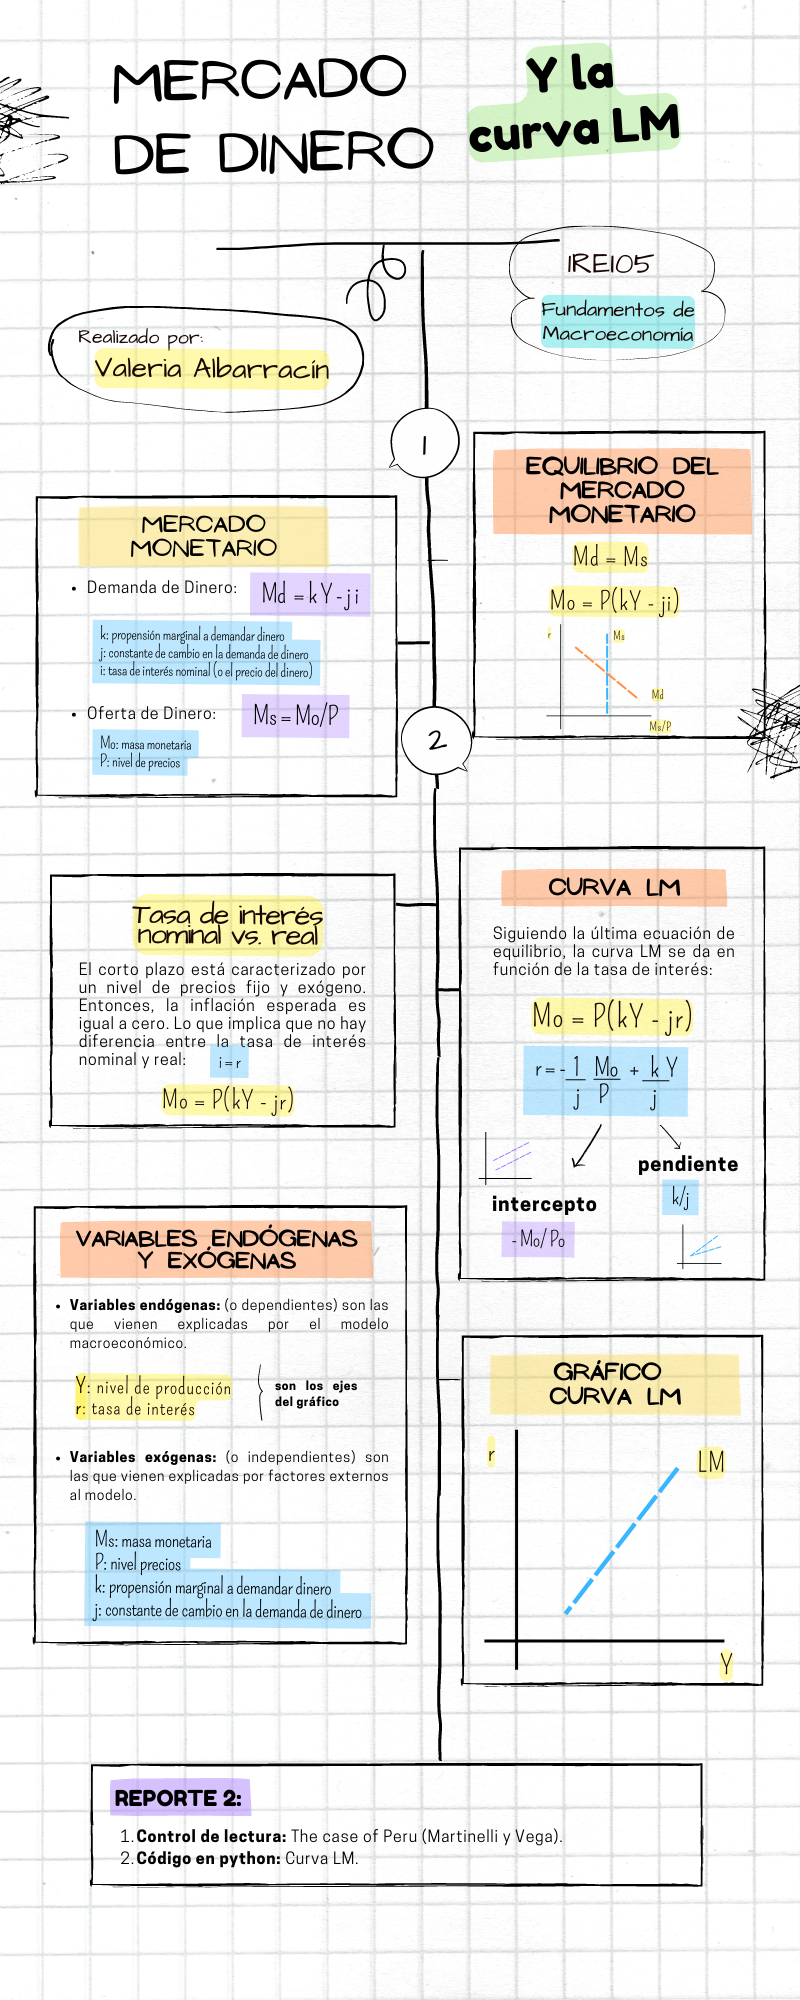 MERCADO
DE DINERO
Y la
curva LM
1REI05
Fundamentos de
Macroeconomía
Realizado por:
Valeria Albarracín
1
EQUILIBRIO DEL
MERCADO
MONETARIO
Md = Ms
Mo = P(kY - ji)
r
Ms
Md
Ms/P
MERCADO
MONETARIO
• Demanda de Dinero: Md = kY - ji
k: propensión marginal a demandar dinero
j: constante de cambio en la demanda de dinero
i: tasa de interés nominal (o el precio del dinero)
• Oferta de Dinero: Ms = Mo/P
Mo: masa monetaria
P: nivel de precios
2
Tasa de interés
nominal vs. real
El corto plazo está caracterizado por
un nivel de precios fijo y exógeno.
Entonces, la inflación esperada es
igual a cero. Lo que implica que no hay
diferencia entre la tasa de interés
nominal y real: i = r
Mo = P(kY - jr)
CURVA LM
Siguiendo la última ecuación de
equilibrio, la curva LM se da en
función de la tasa de interés:
Mo = P(kY - jr)
r = - 1 Mo + k Y
j P j
pendiente
k/j
intercepto
- Mo/ Po
VARIABLES ENDÓGENAS
Y EXÓGENAS
• Variables endógenas: (o dependientes) son las
que vienen explicadas por el modelo
macroeconómico.
Y: nivel de producción
r: tasa de interés
son los ejes
del gráfico
• Variables exógenas: (o independientes) son
las que vienen explicadas por factores externos
al modelo.
Ms: masa monetaria
P: nivel precios
k: propensión marginal a demandar dinero
j: constante de cambio en la demanda de dinero
GRÁFICO
CURVA LM
r
LM
Y
REPORTE 2:
1. Control de lectura: The case of Peru (Martinelli y Vega).
2. Código en python: Curva LM.